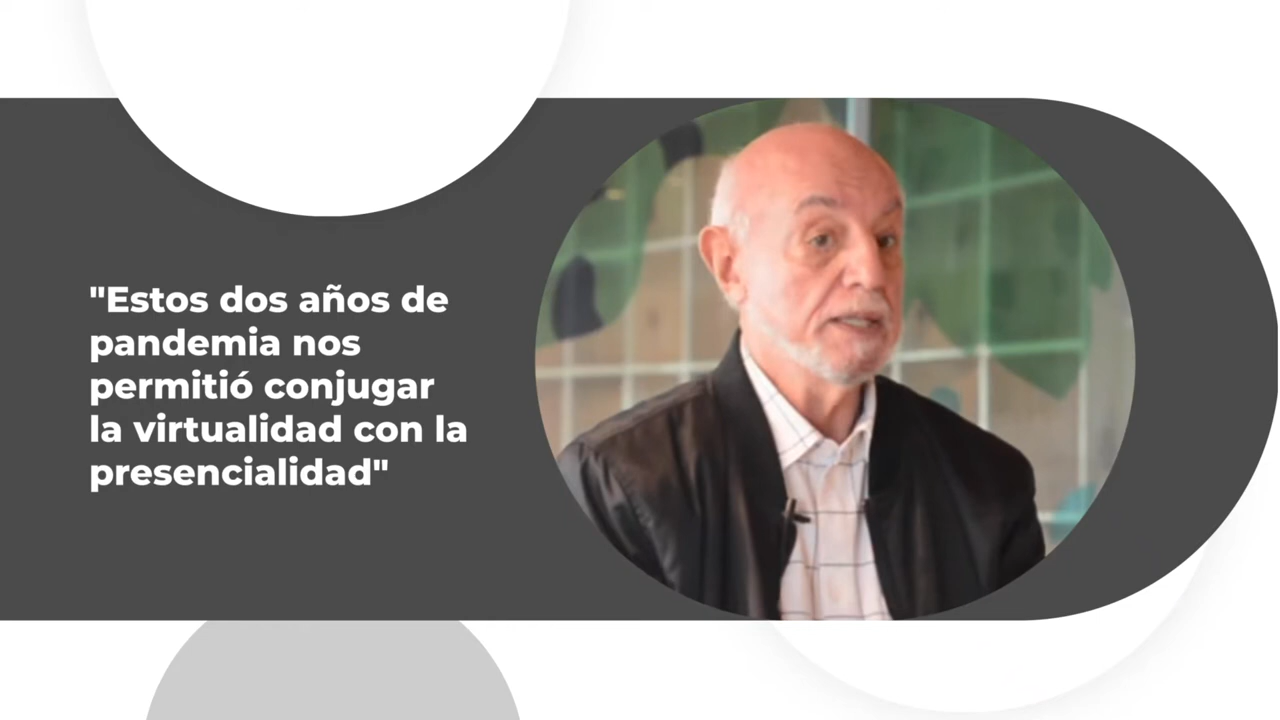 "Estos dos años de
pandemia nos
permitió conjugar
la virtualidad con la
presencialidad"